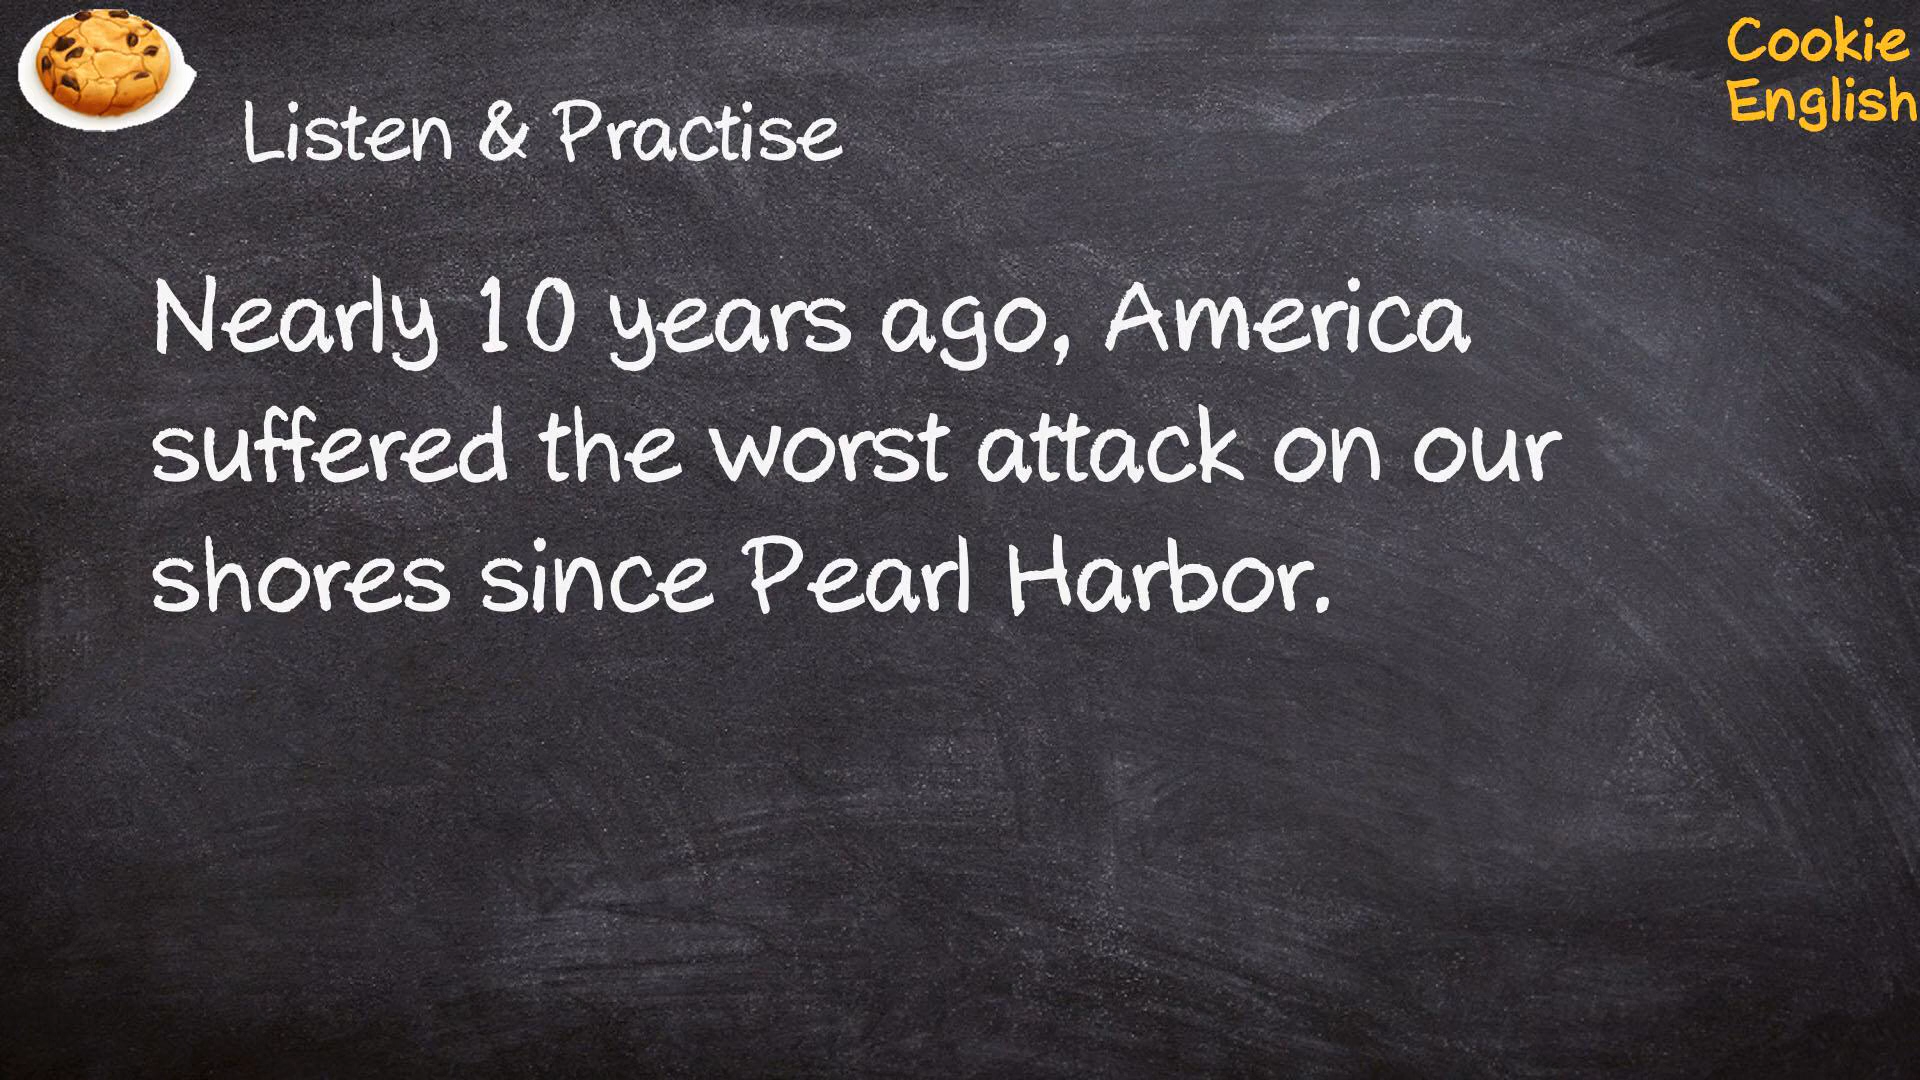 Cookie
English
Listen & Practise
Nearly 10 years ago, America
suffered the worst attack on our
shores since Pearl Harbor.